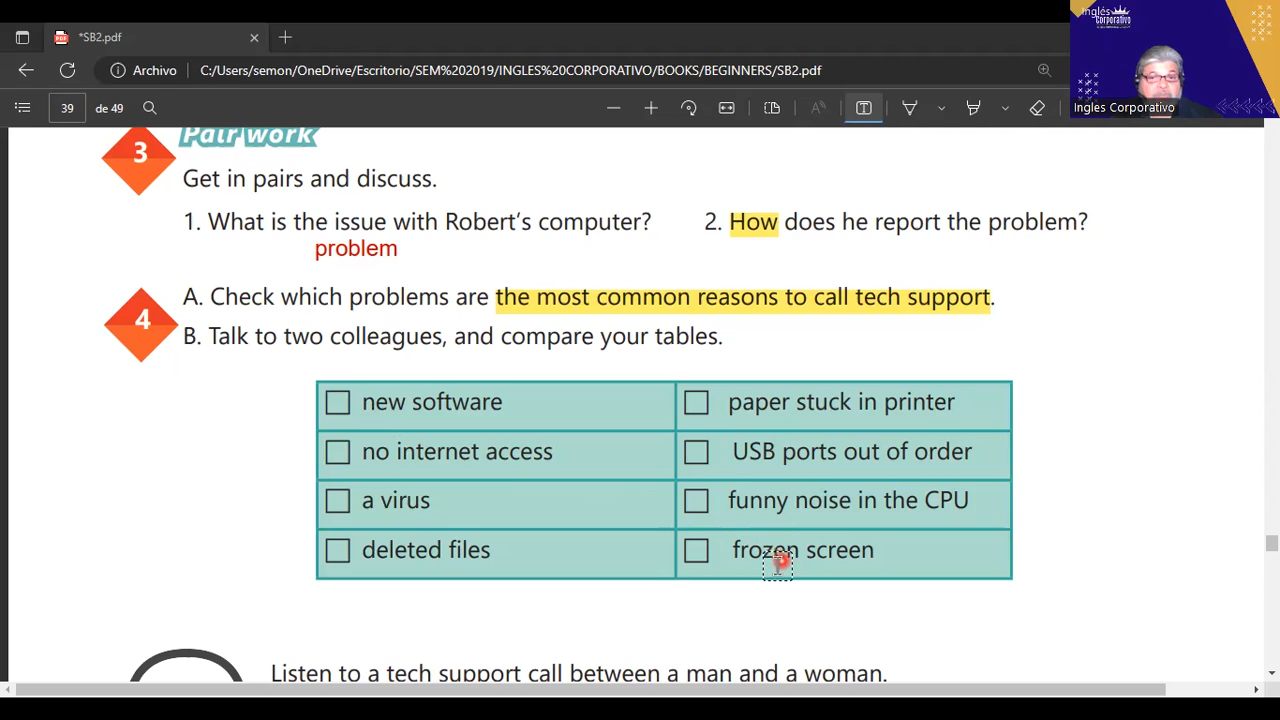 *SB2.pdf
Inglés
Corporativo
Archivo C:/Users/semon/OneDrive/Escritorio/SEM%202019/INGLES%20CORPORATIVO/BOOKS/BEGINNERS/SB2.pdf
Ingles Corporativo
39 de 49
3 Pair work
Get in pairs and discuss.
1. What is the issue with Robert's computer? 2. How does he report the problem?
problem
4 A. Check which problems are the most common reasons to call tech support.
B. Talk to two colleagues, and compare your tables.
new software paper stuck in printer
no internet access USB ports out of order
a virus funny noise in the CPU
deleted files frozen screen
Listen to a tech support call between a man and a woman.